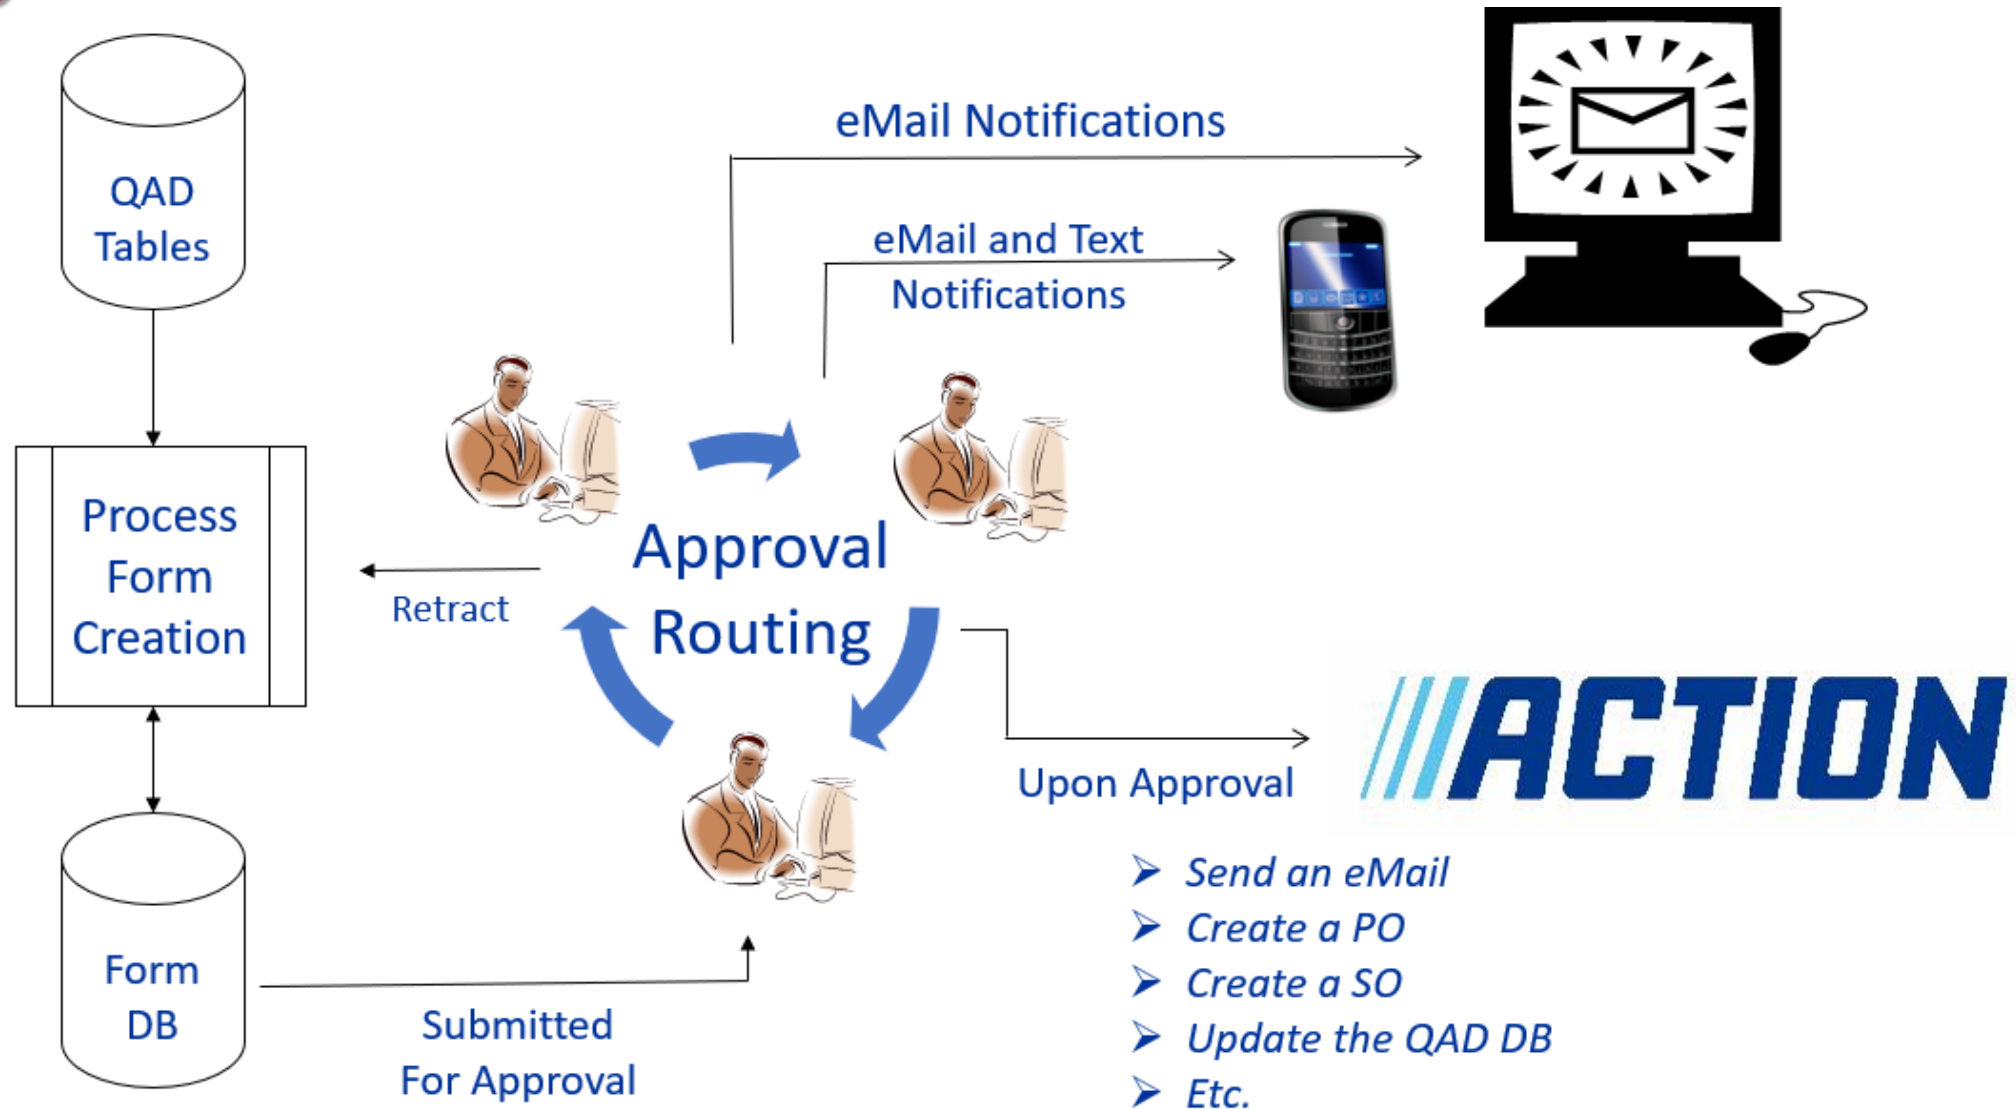 QAD
Tables
eMail Notifications
eMail and Text
Notifications
Process
Form
Creation
Retract
Approval
Routing
Upon Approval
ACTION
Form
DB
Submitted
For Approval
➢ Send an eMail
➢ Create a PO
➢ Create a SO
➢ Update the QAD DB
➢ Etc.